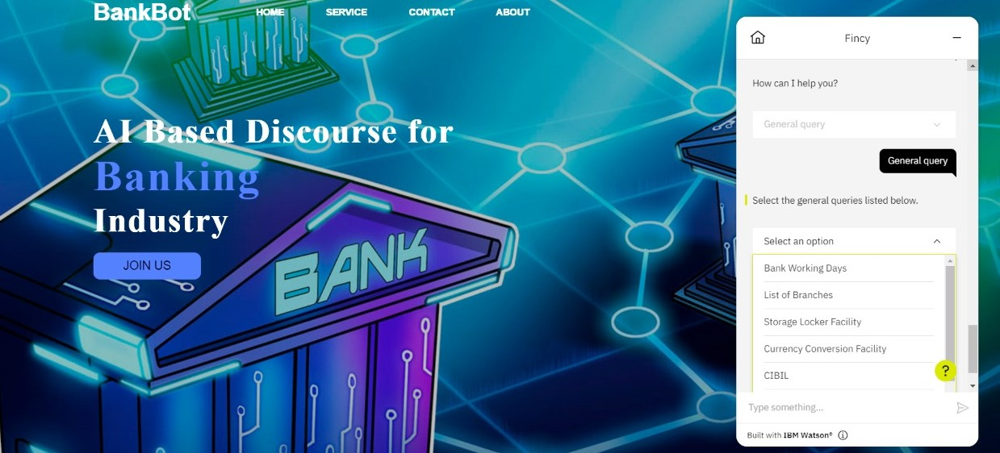 BankBot
HOME SERVICE CONTACT ABOUT
AI Based Discourse for
Banking
Industry
JOIN US
BANK
Fincy
How can I help you?
General query
General query
Select the general queries listed below.
Select an option
Bank Working Days
List of Branches
Storage Locker Facility
Currency Conversion Facility
CIBIL
?
Type something...
Built with IBM Watson®